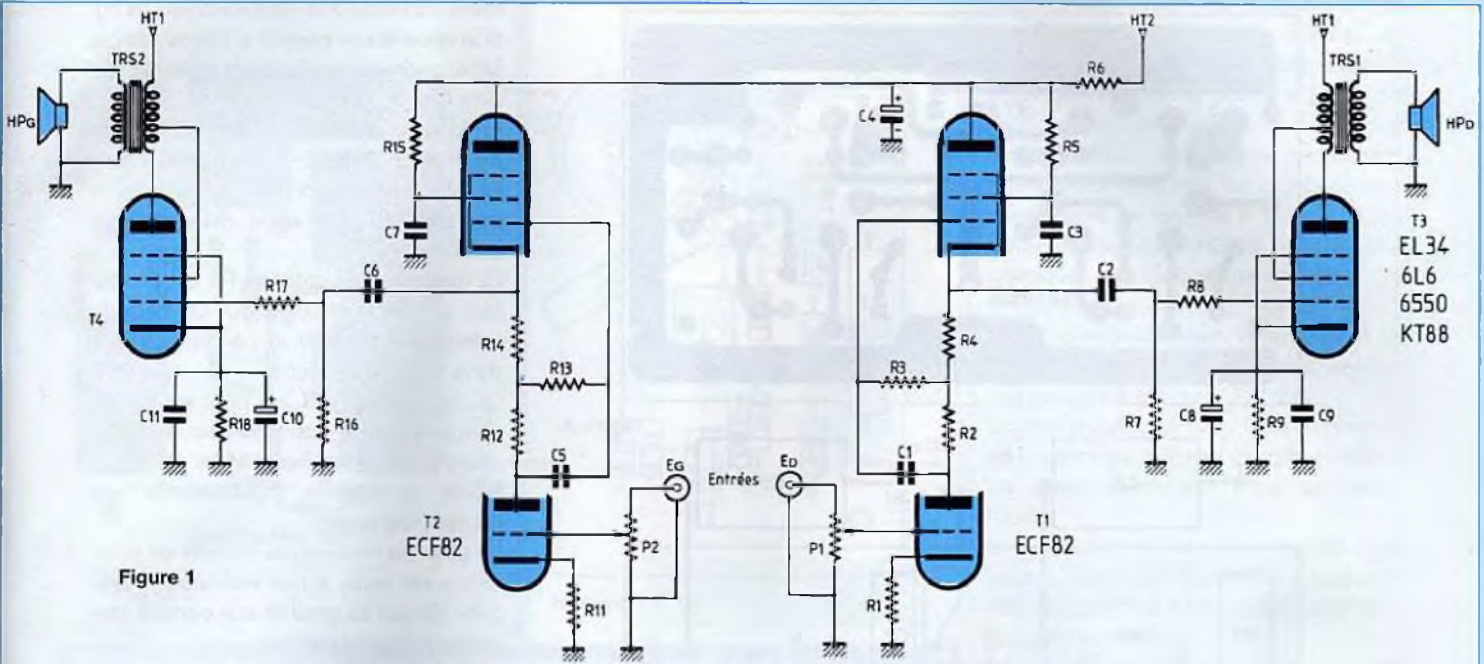 HT1
TRS2
HPG
R15
C7
C6
R17
T4
R14
R13
R12
C5
C11
R18
C10
R16
T2
ECF82
R11
P2
EG
Entrées
ED
P1
Figure 1
HT2
R6
C4
R5
C3
C2
R8
R4
R3
R2
C1
R7
T1
ECF82
R1
HT1
TRS1
HPD
T3
EL34
6L6
6550
KT88
C8
R9
C9